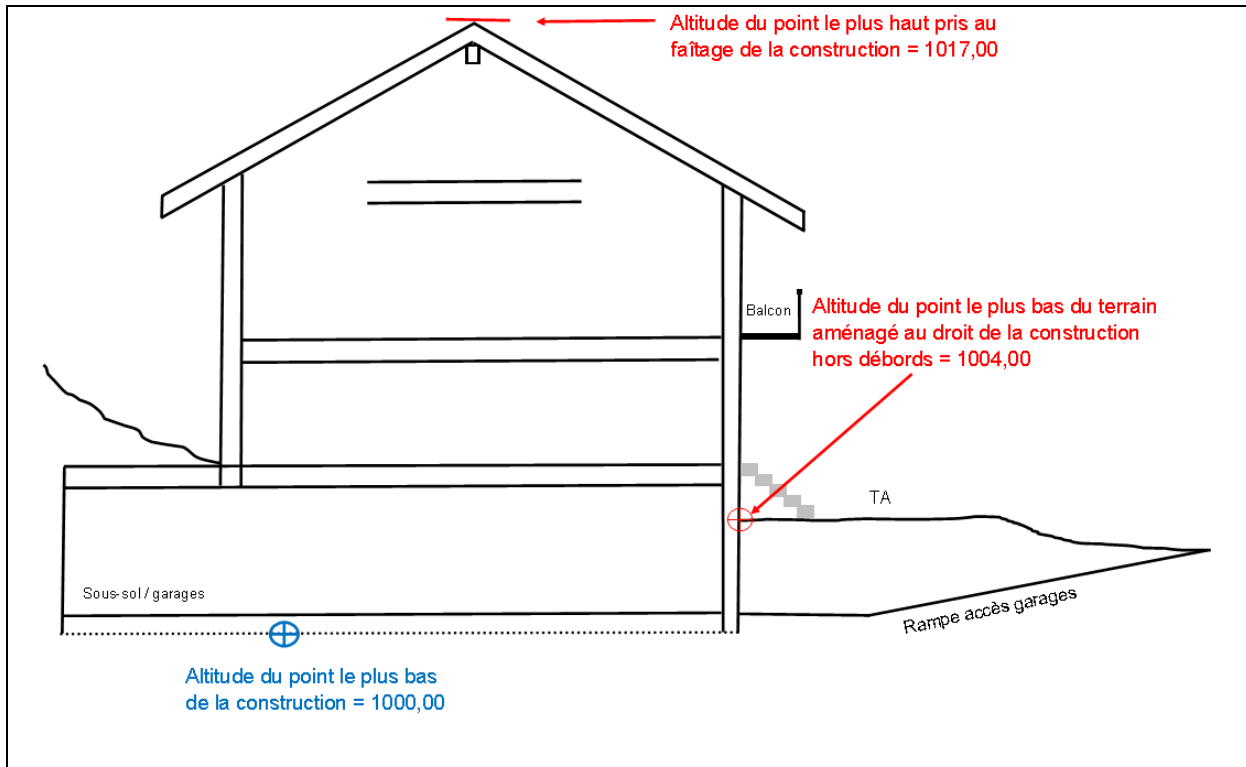 Altitude du point le plus haut pris au
faîtage de la construction = 1017,00
Balcon
Altitude du point le plus bas du terrain
aménagé au droit de la construction
hors débords = 1004,00
TA
Sous-sol / garages
Rampe accès garages
Altitude du point le plus bas
de la construction = 1000,00